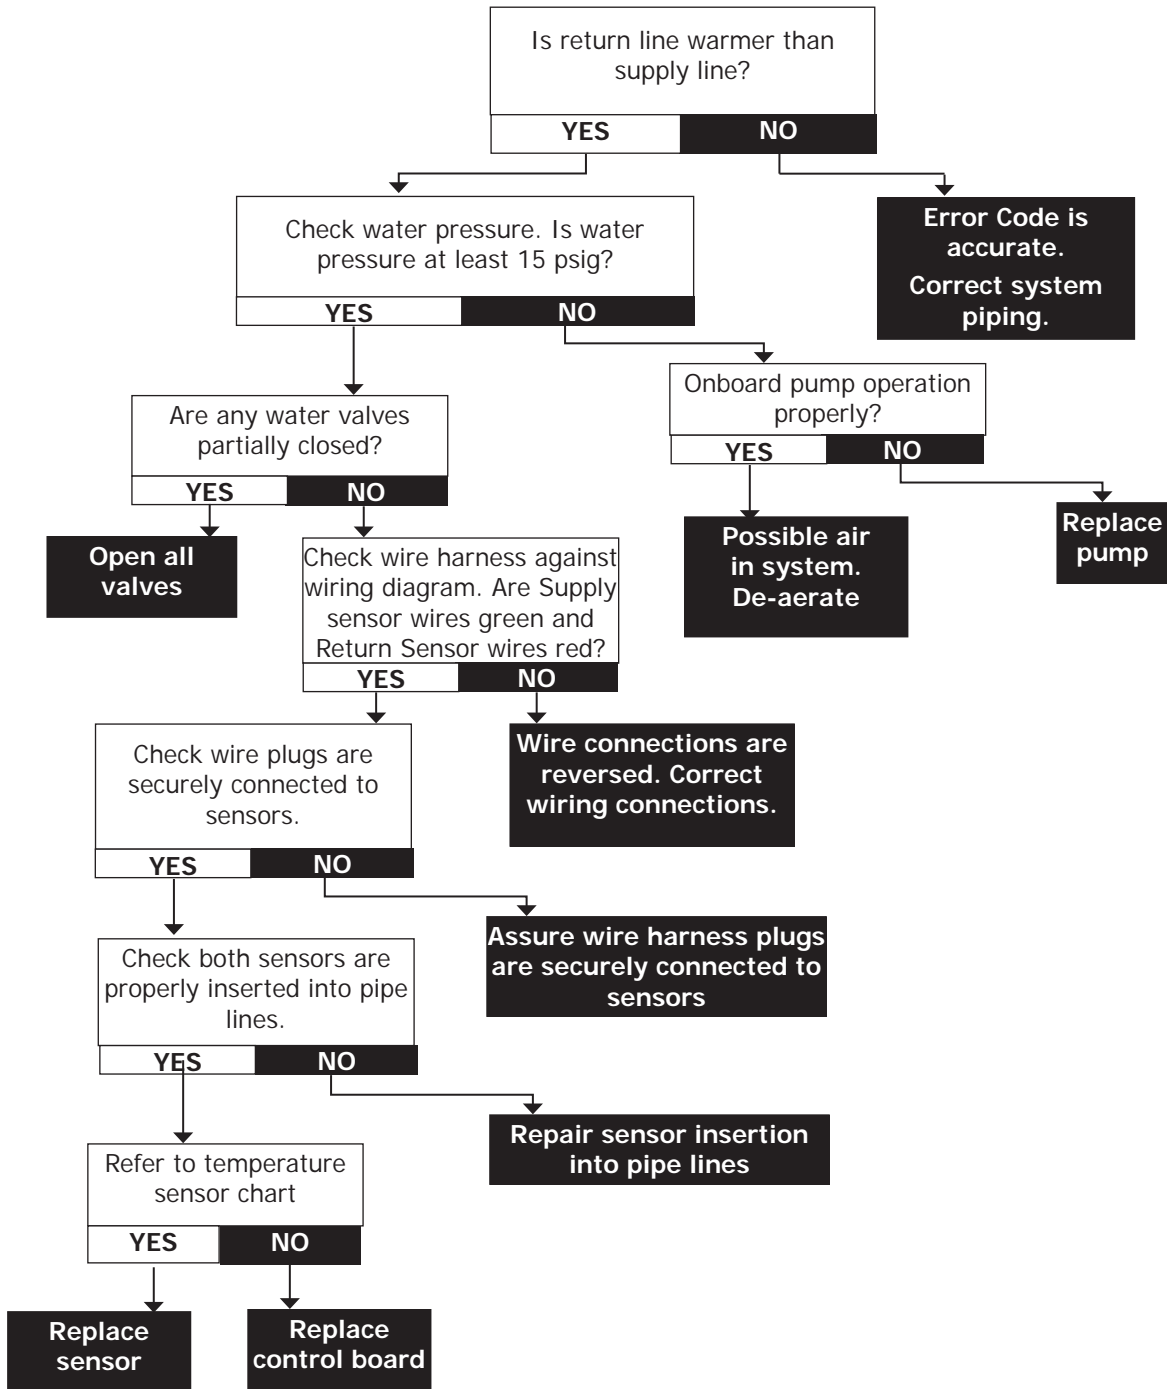 Is return line warmer than
supply line?
YES
NO
Check water pressure. Is water
pressure at least 15 psig?
YES
NO
Error Code is
accurate.
Correct system
piping.
Are any water valves
partially closed?
YES
NO
Onboard pump operation
properly?
YES
NO
Open all
valves
Check wire harness against
wiring diagram. Are Supply
sensor wires green and
Return Sensor wires red?
YES
NO
Possible air
in system.
De-aerate
Replace
pump
Check wire plugs are
securely connected to
sensors.
YES
NO
Wire connections are
reversed. Correct
wiring connections.
Check both sensors are
properly inserted into pipe
lines.
YES
NO
Assure wire harness plugs
are securely connected to
sensors
Refer to temperature
sensor chart
YES
NO
Repair sensor insertion
into pipe lines
Replace
sensor
Replace
control board